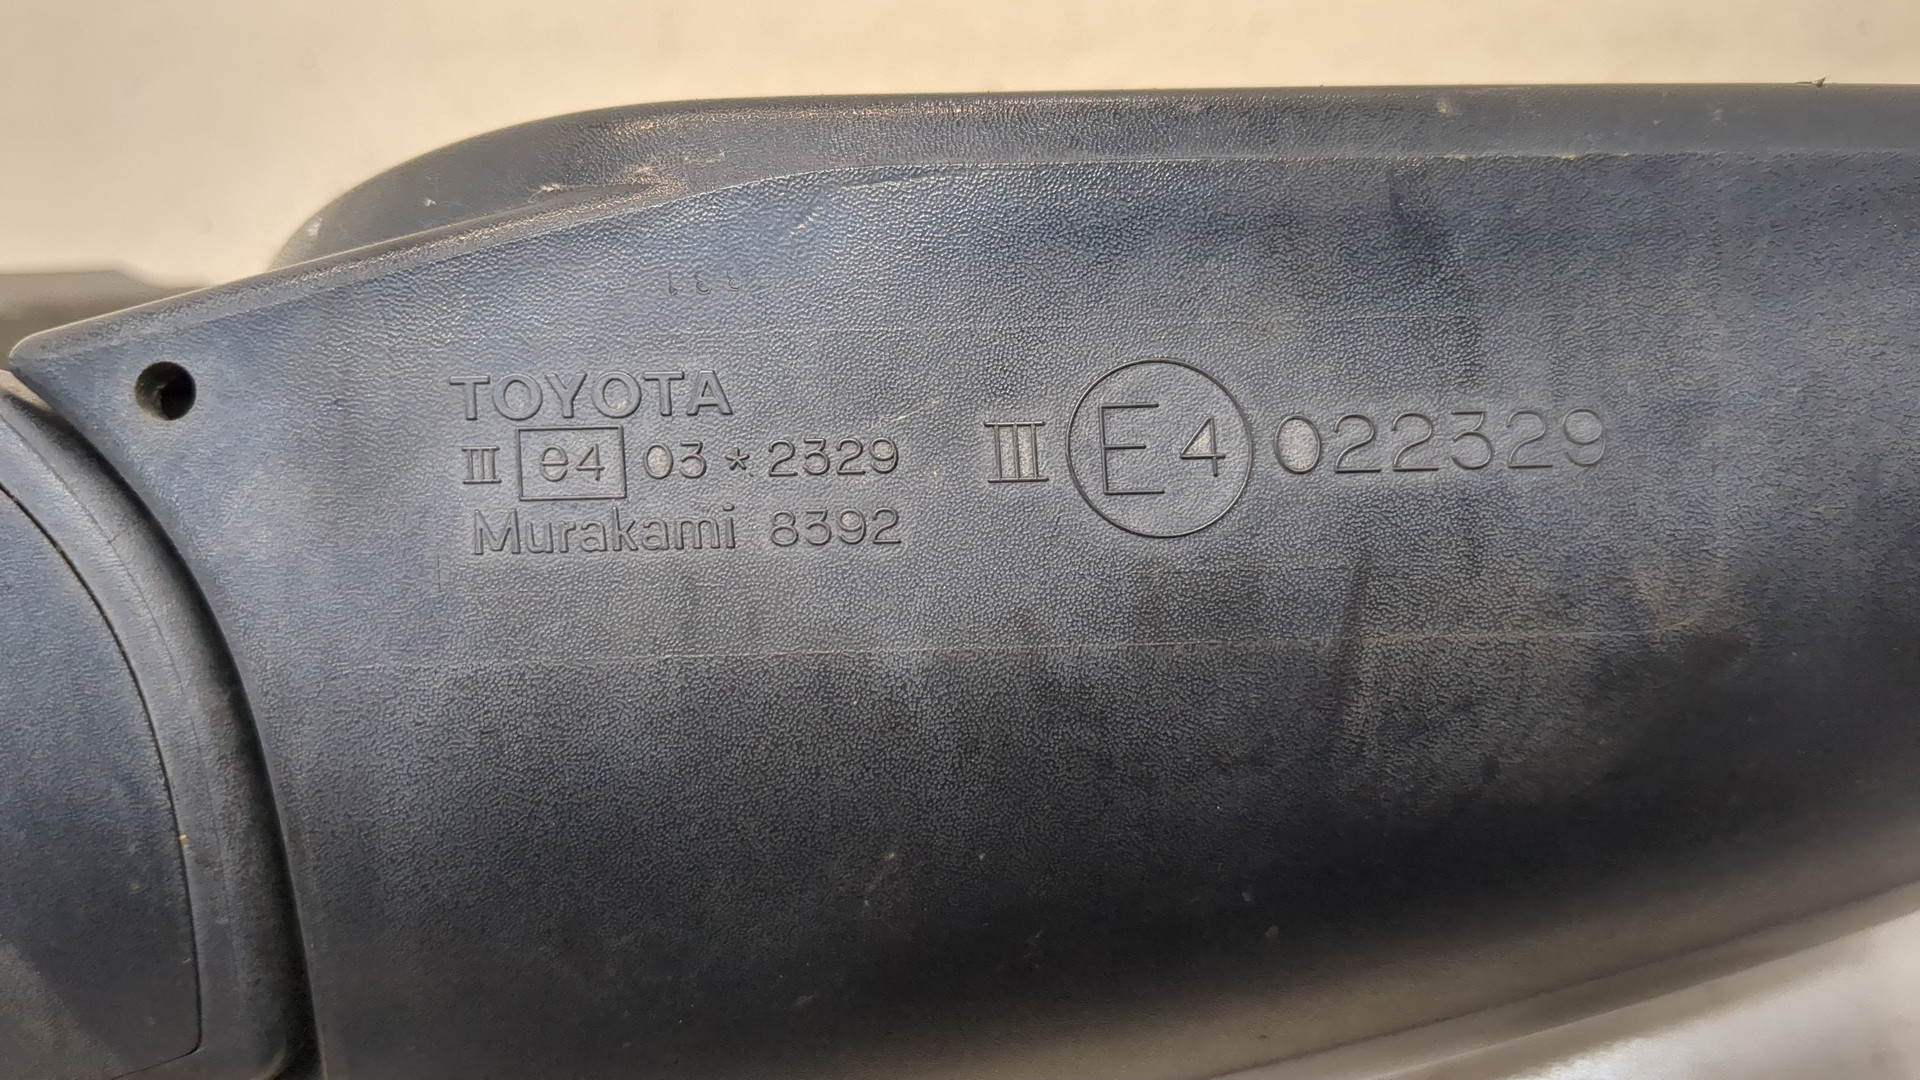 TOYOTA
III e4 03*2329
Murakami 8392
III E4 022329